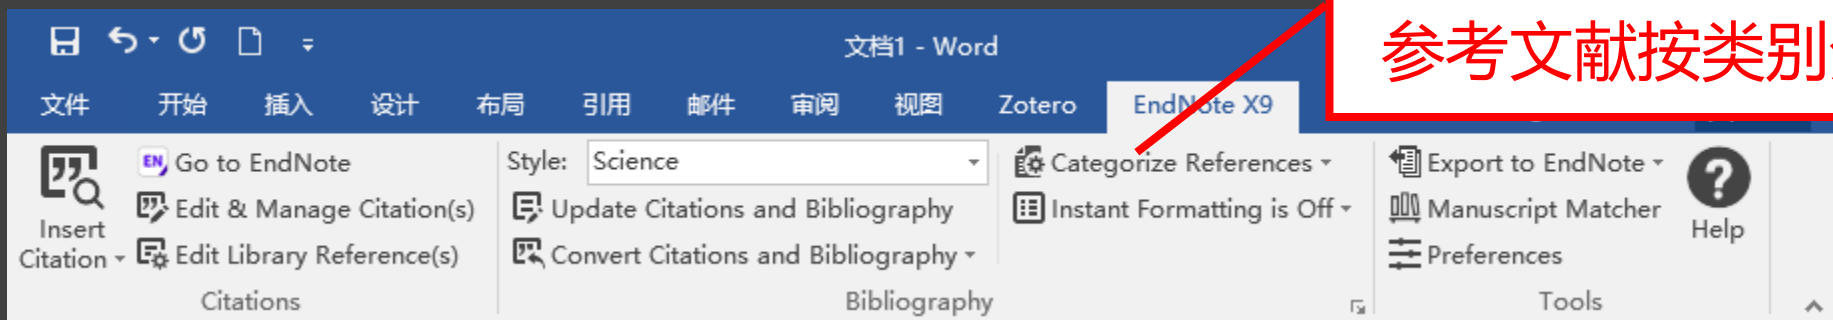 文档1 - Word
参考文献按类别
文件 开始 插入 设计 布局 引用 邮件 审阅 视图 Zotero EndNote X9
Insert Citation
EN Go to EndNote
Edit & Manage Citation(s)
Edit Library Reference(s)
Citations
Style: Science
Update Citations and Bibliography
Convert Citations and Bibliography
Categorize References
Instant Formatting is Off
Bibliography
Export to EndNote
Manuscript Matcher
Preferences
Tools
Help